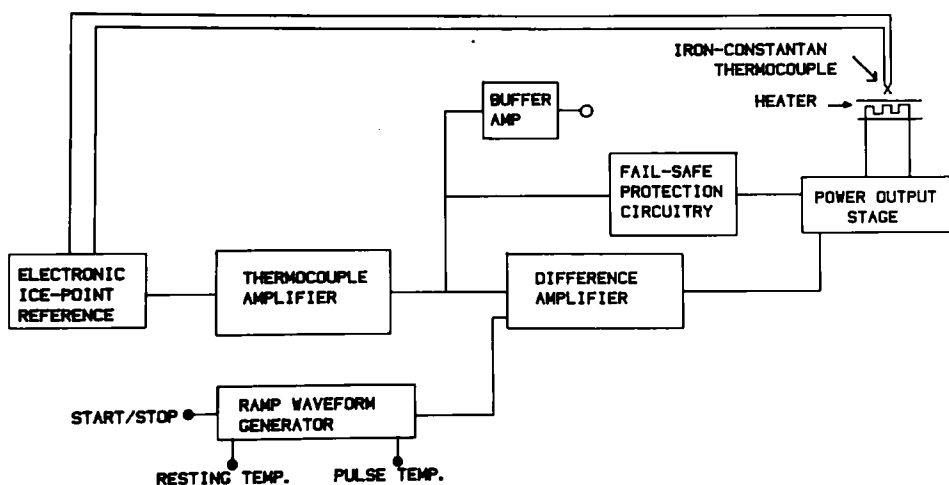 IRON-CONSTANTAN
THERMOCOUPLE
HEATER
BUFFER
AMP
FAIL-SAFE
PROTECTION
CIRCUITRY
POWER OUTPUT
STAGE
ELECTRONIC
ICE-POINT
REFERENCE
THERMOCOUPLE
AMPLIFIER
DIFFERENCE
AMPLIFIER
START/STOP
RAMP WAVEFORM
GENERATOR
RESTING TEMP.
PULSE TEMP.